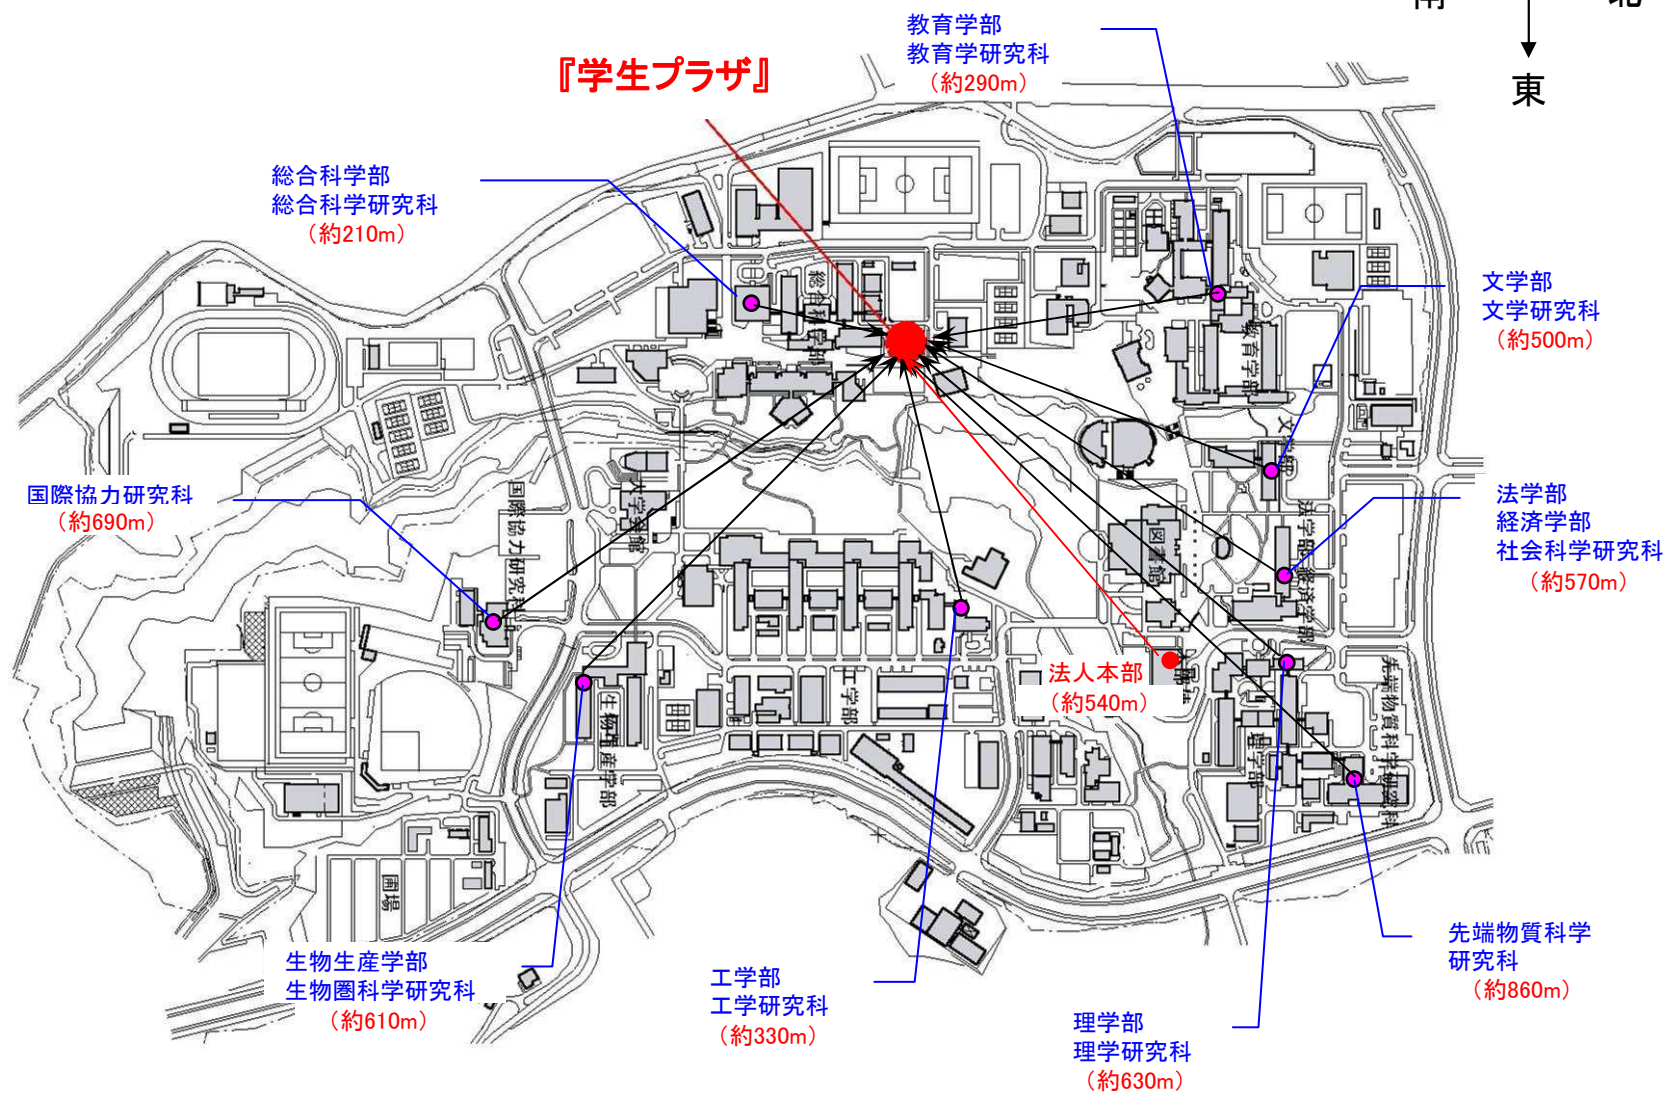 南
北
東
教育学部
教育学研究科
（約290m）
『学生プラザ』
総合科学部
総合科学研究科
（約210m）
文学部
文学研究科
（約500m）
法学部
経済学部
社会科学研究科
（約570m）
国際協力研究科
（約690m）
総合科学部
教育学部
文学部
法学部・経済学部
図書館
大学会館
国際協力研究科
法人本部
（約540m）
工学部
生物生産学部
理学部
先端物質科学研究科
圃場
生物生産学部
生物圏科学研究科
（約610m）
工学部
工学研究科
（約330m）
理学部
理学研究科
（約630m）
先端物質科学
研究科
（約860m）